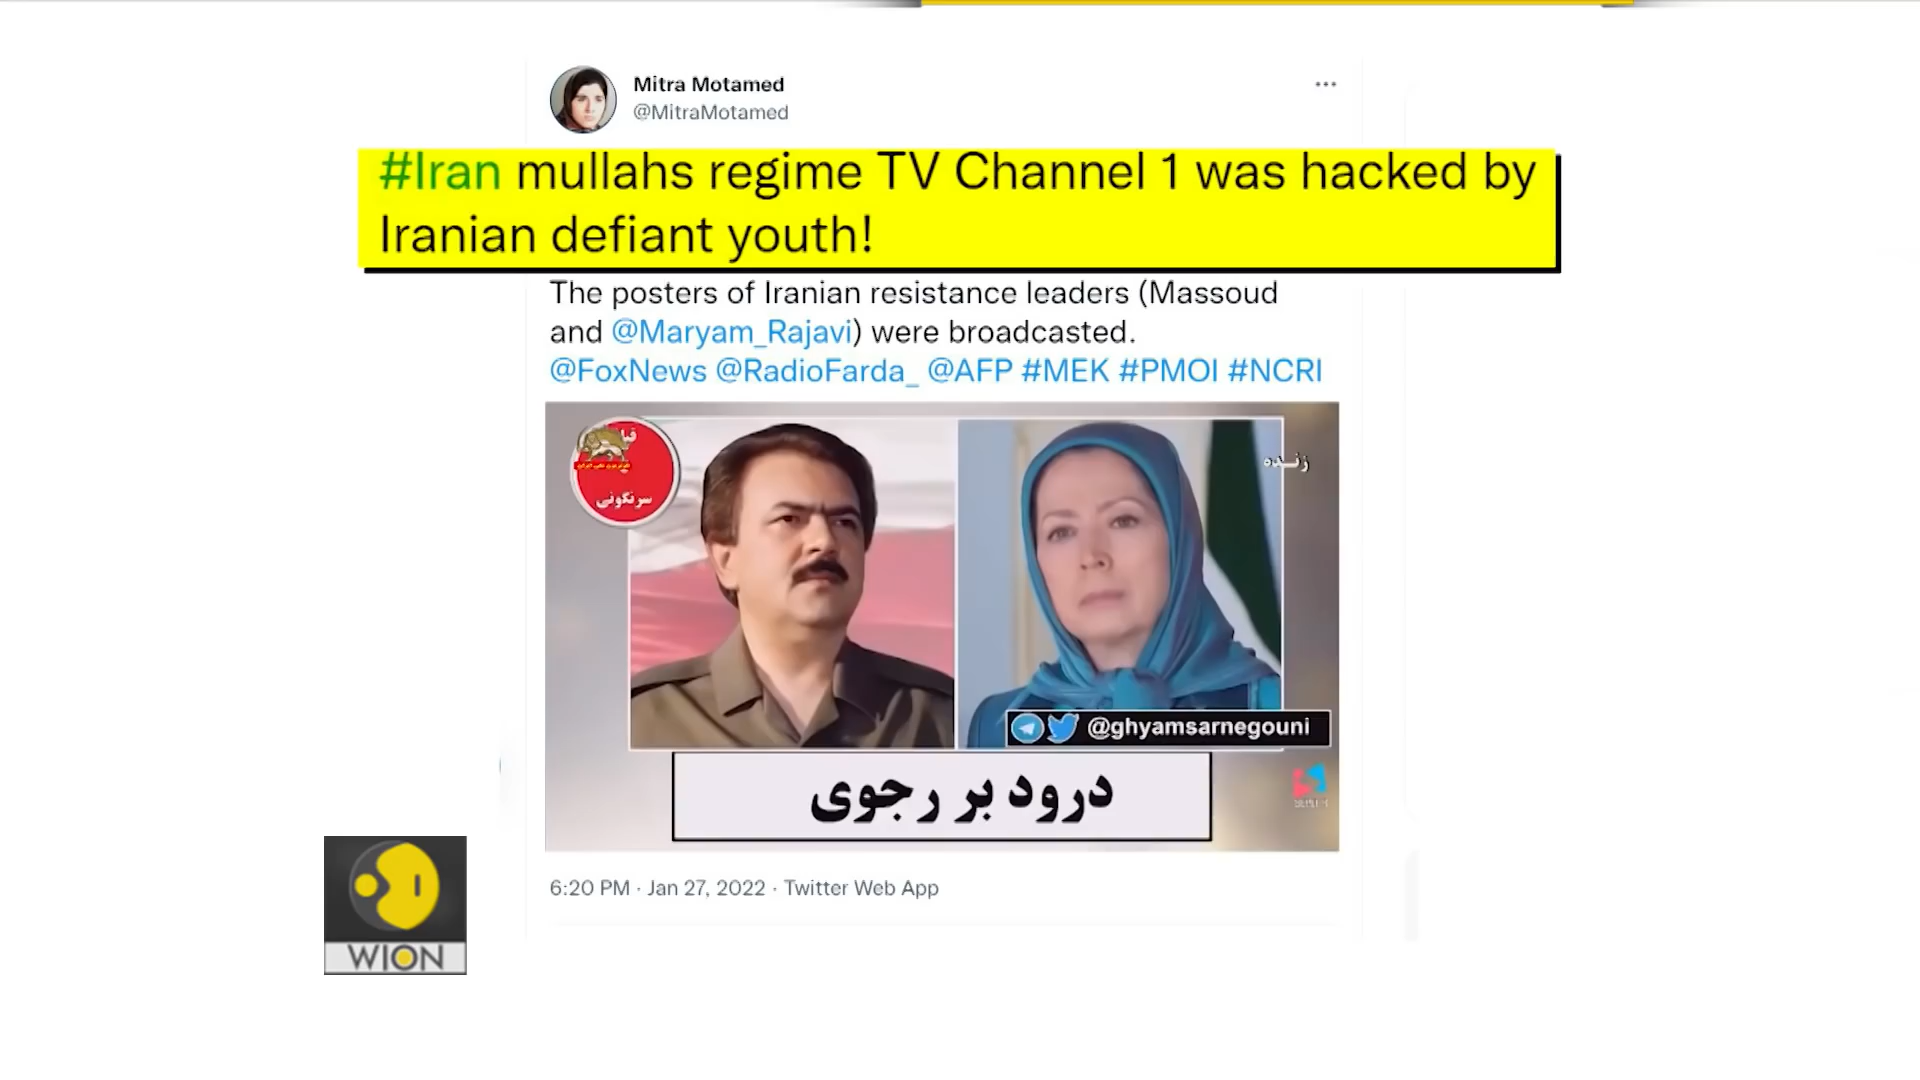 Mitra Motamed
@MitraMotamed
#Iran mullahs regime TV Channel 1 was hacked by
Iranian defiant youth!
The posters of Iranian resistance leaders (Massoud
and @Maryam_Rajavi) were broadcasted.
@FoxNews @RadioFarda_ @AFP #MEK #PMOI #NCRI
سرنگونی
زنده
@ghyamsarnegouni
درود بر رجوی
6:20 PM · Jan 27, 2022 · Twitter Web App
WION